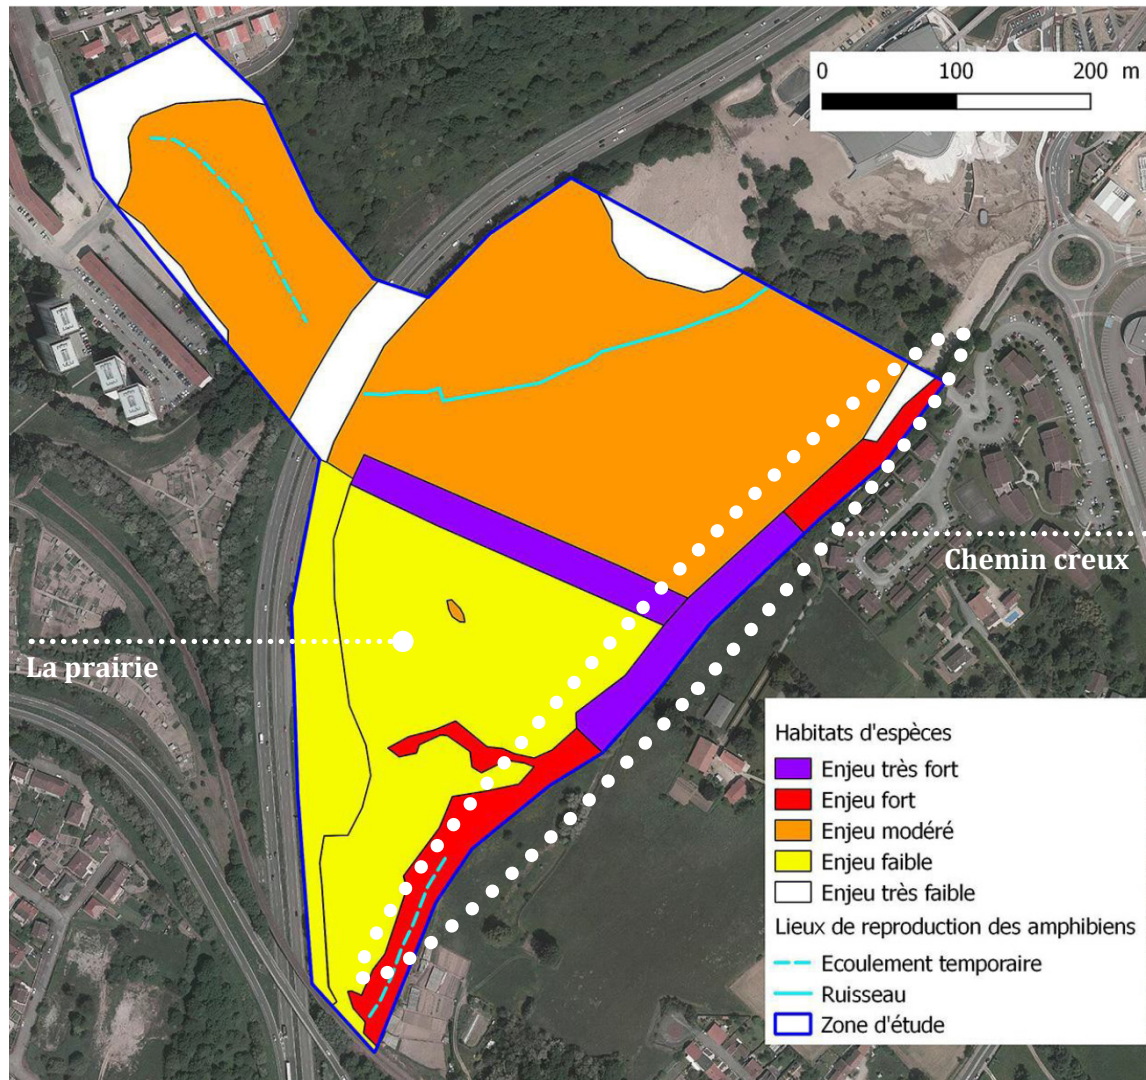 0 100 200 m
Chemin creux
La prairie
Habitats d'espèces
Enjeu très fort
Enjeu fort
Enjeu modéré
Enjeu faible
Enjeu très faible
Lieux de reproduction des amphibiens
Ecoulement temporaire
Ruisseau
Zone d'étude